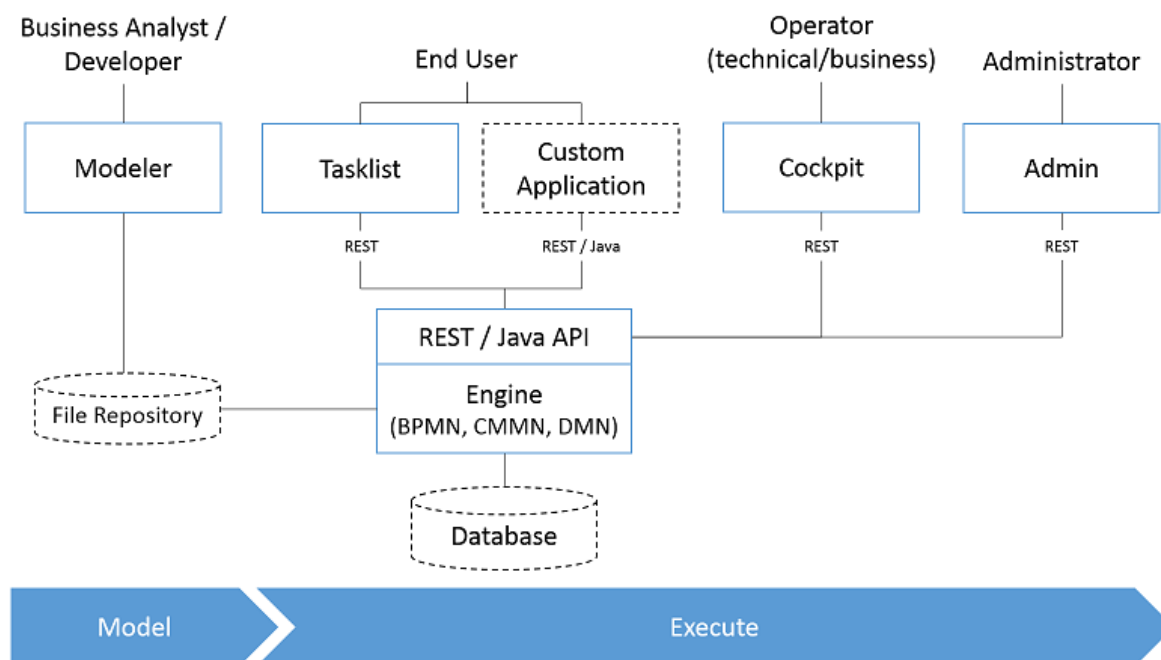 Business Analyst /
Developer
End User
Operator
(technical/business)
Administrator
Modeler
Tasklist
Custom
Application
Cockpit
Admin
REST
REST / Java
REST
REST
REST / Java API
Engine
(BPMN, CMMN, DMN)
File Repository
Database
Model
Execute